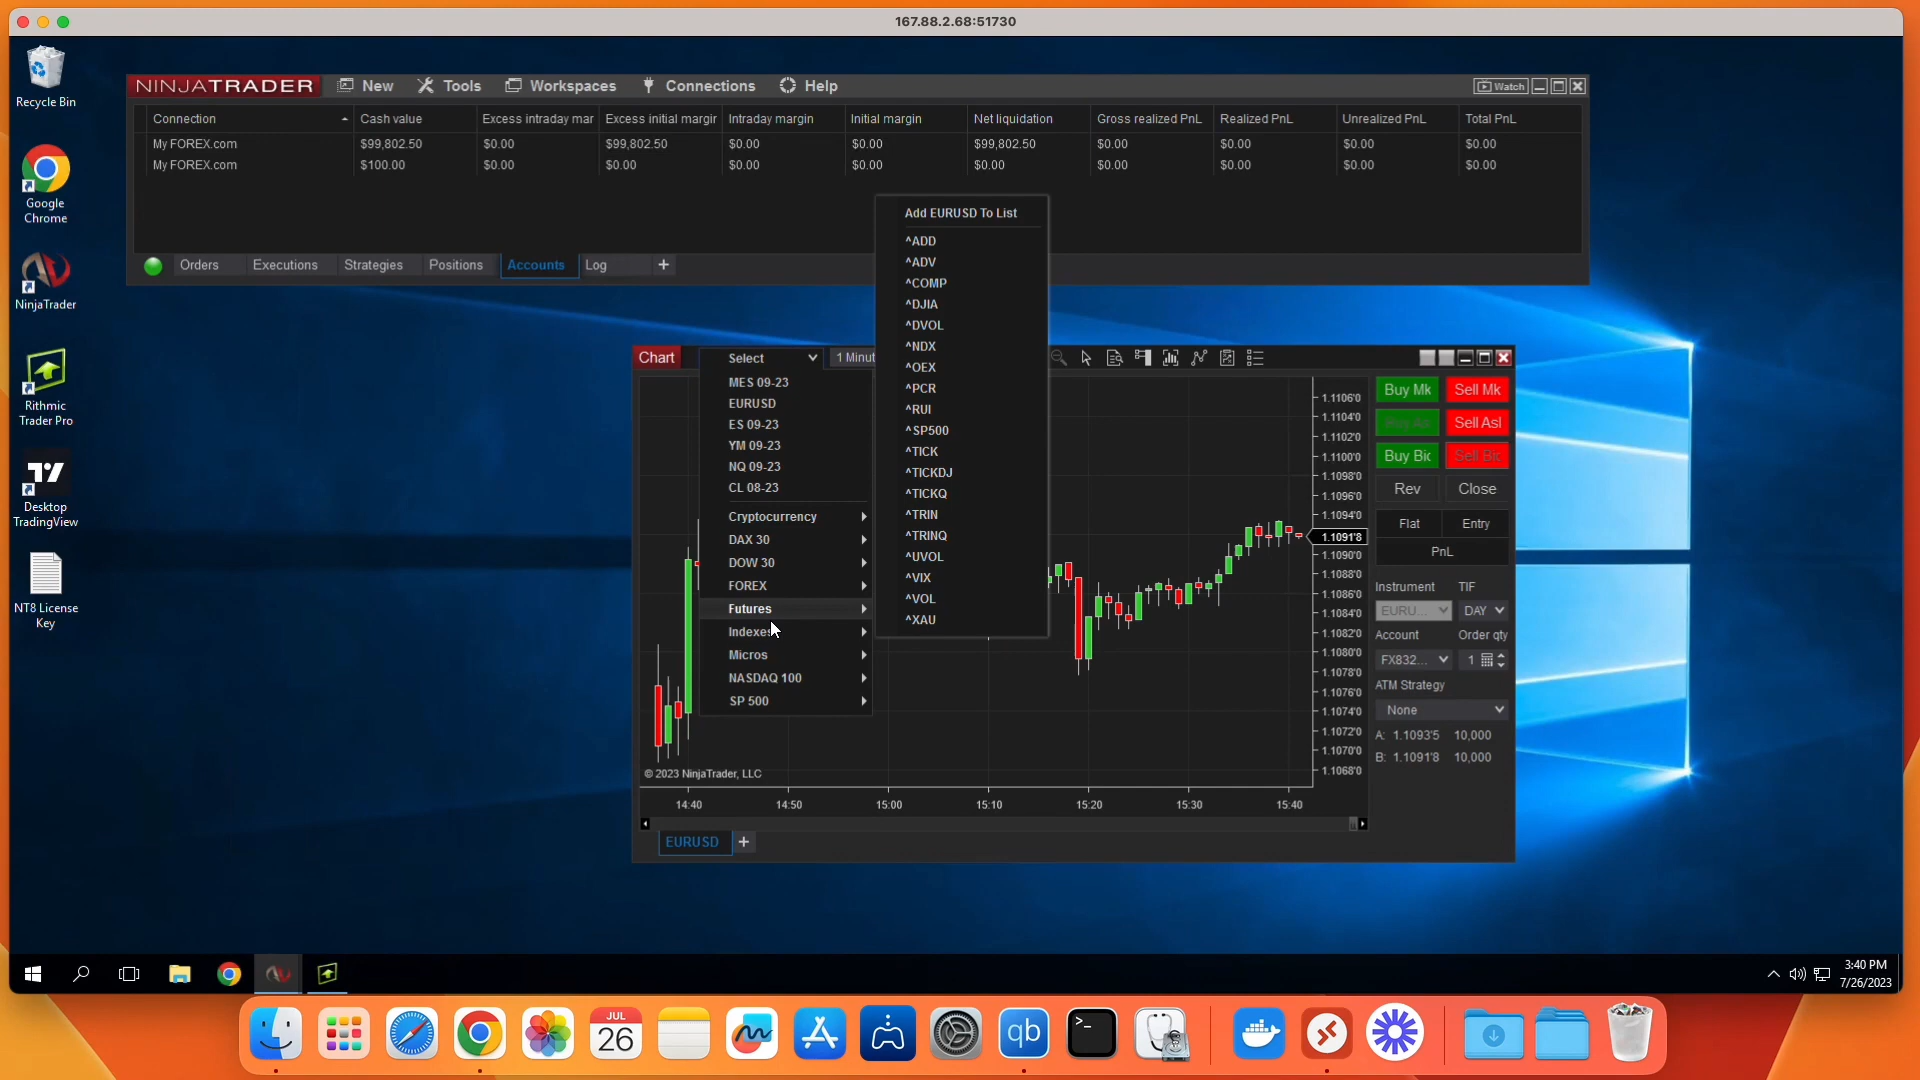 167.88.2.68:51730
Recycle Bin
Google
Chrome
NinjaTrader
Rithmic
Trader Pro
Desktop
TradingView
NT8 License
Key
NINJATRADER New Tools Workspaces Connections Help Watch
Connection Cash value Excess intraday mar Excess initial margir Intraday margin Initial margin Net liquidation Gross realized PnL Realized PnL Unrealized PnL Total PnL
My FOREX.com $99,802.50 $0.00 $99,802.50 $0.00 $0.00 $99,802.50 $0.00 $0.00 $0.00 $0.00
My FOREX.com $100.00 $0.00 $0.00 $0.00 $0.00 $0.00 $0.00 $0.00 $0.00 $0.00
Orders Executions Strategies Positions Accounts Log +
Add EURUSD To List
^ADD
^ADV
^COMP
^DJIA
^DVOL
^NDX
^OEX
^PCR
^RUI
^SP500
^TICK
^TICKDJ
^TICKQ
^TRIN
^TRINQ
^UVOL
^VIX
^VOL
^XAU
Chart Select 1 Minut
MES 09-23
EURUSD
ES 09-23
YM 09-23
NQ 09-23
CL 08-23
Cryptocurrency
DAX 30
DOW 30
FOREX
Futures
Indexes
Micros
NASDAQ 100
SP 500
1.1106'0
1.1104'0
1.1102'0
1.1100'0
1.1098'0
1.1096'0
1.1094'0
1.1091'8
1.1090'0
1.1088'0
1.1086'0
1.1084'0
1.1082'0
1.1080'0
1.1078'0
1.1076'0
1.1074'0
1.1072'0
1.1070'0
1.1068'0
© 2023 NinjaTrader, LLC
14:40 14:50 15:00 15:10 15:20 15:30 15:40
EURUSD +
Buy Mk Sell Mk
Buy As Sell Asl
Buy Bic Sell Bic
Rev Close
Flat Entry
PnL
Instrument TIF
EURU... DAY
Account Order qty
FX832... 1
ATM Strategy
None
A: 1.1093'5 10,000
B: 1.1091'8 10,000
3:40 PM
7/26/2023
JUL
26
qb